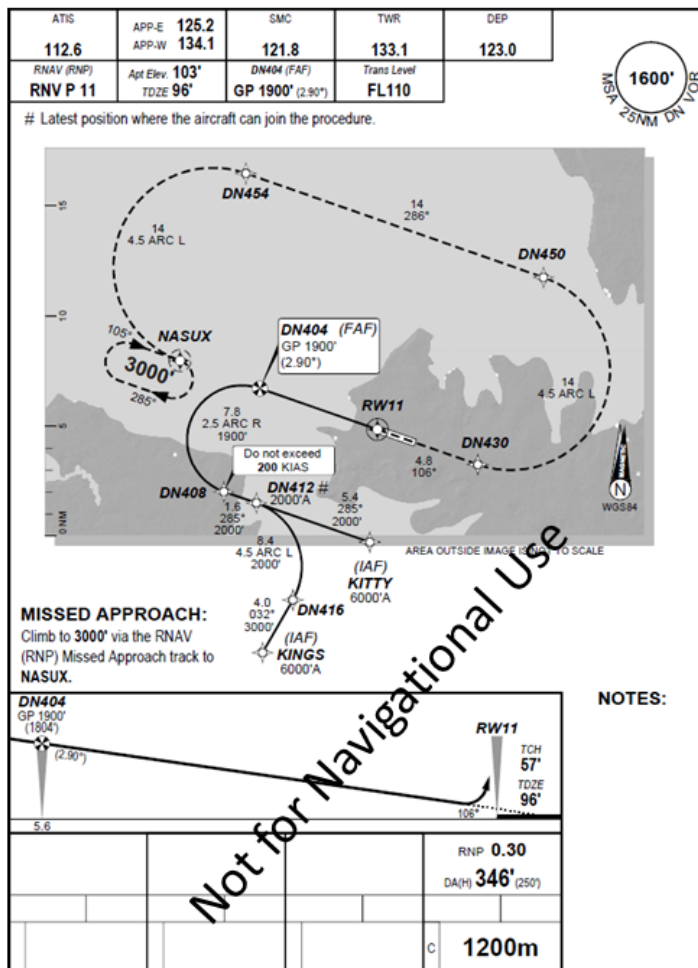 ATIS
112.6
APP-E 125.2
APP-W 134.1
SMC
121.8
TWR
133.1
DEP
123.0
RNAV (RNP)
RNV P 11
Apt Elev. 103'
TDZE 96'
DN404 (FAF)
GP 1900' (2.90°)
Trans Level
FL110
1600'
MSA 25NM DN VOR
# Latest position where the aircraft can join the procedure.
15
10
5
0 NM
DN454
14
286°
14
4.5 ARC L
DN450
NASUX
105°
3000'
285°
DN404 (FAF)
GP 1900'
(2.90°)
14
4.5 ARC L
RW11
7.8
2.5 ARC R
1900'
4.8
106°
DN430
Do not exceed
200 KIAS
DN408
DN412 #
2000'A
1.6
285°
2000'
5.4
285°
2000'
N
WGS84
8.4
4.5 ARC L
2000'
AREA OUTSIDE IMAGE IS NOT TO SCALE
(IAF)
KITTY
6000'A
DN416
4.0
032°
3000'
(IAF)
KINGS
6000'A
MISSED APPROACH:
Climb to 3000' via the RNAV
(RNP) Missed Approach track to
NASUX.
Not for Navigational Use
NOTES:
DN404
GP 1900'
(1804')
(2.90°)
5.6
RW11
TCH
57'
TDZE
96'
106°
RNP 0.30
DA(H) 346' (250')
C
1200m